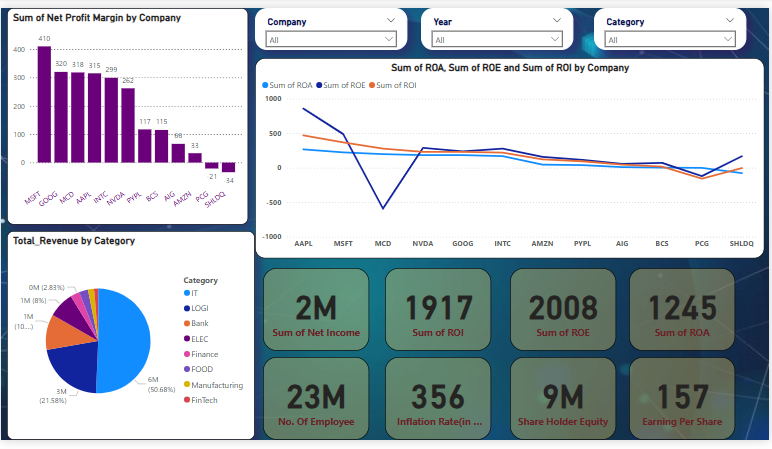 Sum of Net Profit Margin by Company
400
300
200
100
0
410
320
318
315
299
262
117
115
66
33
-21
-34
MSFT
GOOG
MCD
AAPL
INTC
NVDA
PYPL
BCS
AIG
AMZN
PCG
SHLDQ
Company
All
Year
All
Category
All
Sum of ROA, Sum of ROE and Sum of ROI by Company
Sum of ROA Sum of ROE Sum of ROI
1000
500
0
-500
-1000
AAPL MSFT MCD NVDA GOOG INTC AMZN PYPL AIG BCS PCG SHLDQ
Total_Revenue by Category
0M (2.83%)
1M (8%)
1M
(10....)
3M
(21.58%)
6M
(50.68%)
Category
IT
LOGI
Bank
ELEC
Finance
FOOD
Manufacturing
FinTech
2M
Sum of Net Income
1917
Sum of ROI
2008
Sum of ROE
1245
Sum of ROA
23M
No. Of Employee
356
Inflation Rate(in ...
9M
Share Holder Equity
157
Earning Per Share